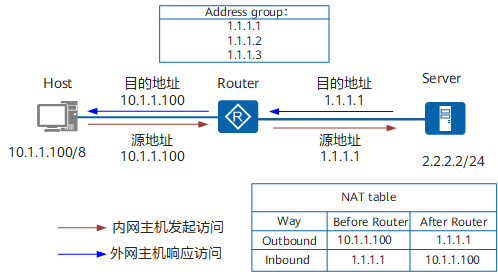 Address group：
1.1.1.1
1.1.1.2
1.1.1.3
Host
目的地址
10.1.1.100
Router
目的地址
1.1.1.1
Server
R
源地址
10.1.1.100
源地址
1.1.1.1
10.1.1.100/8
2.2.2.2/24
NAT table
Way Before Router After Router
Outbound 10.1.1.100 1.1.1.1
Inbound 1.1.1.1 10.1.1.100
内网主机发起访问
外网主机响应访问